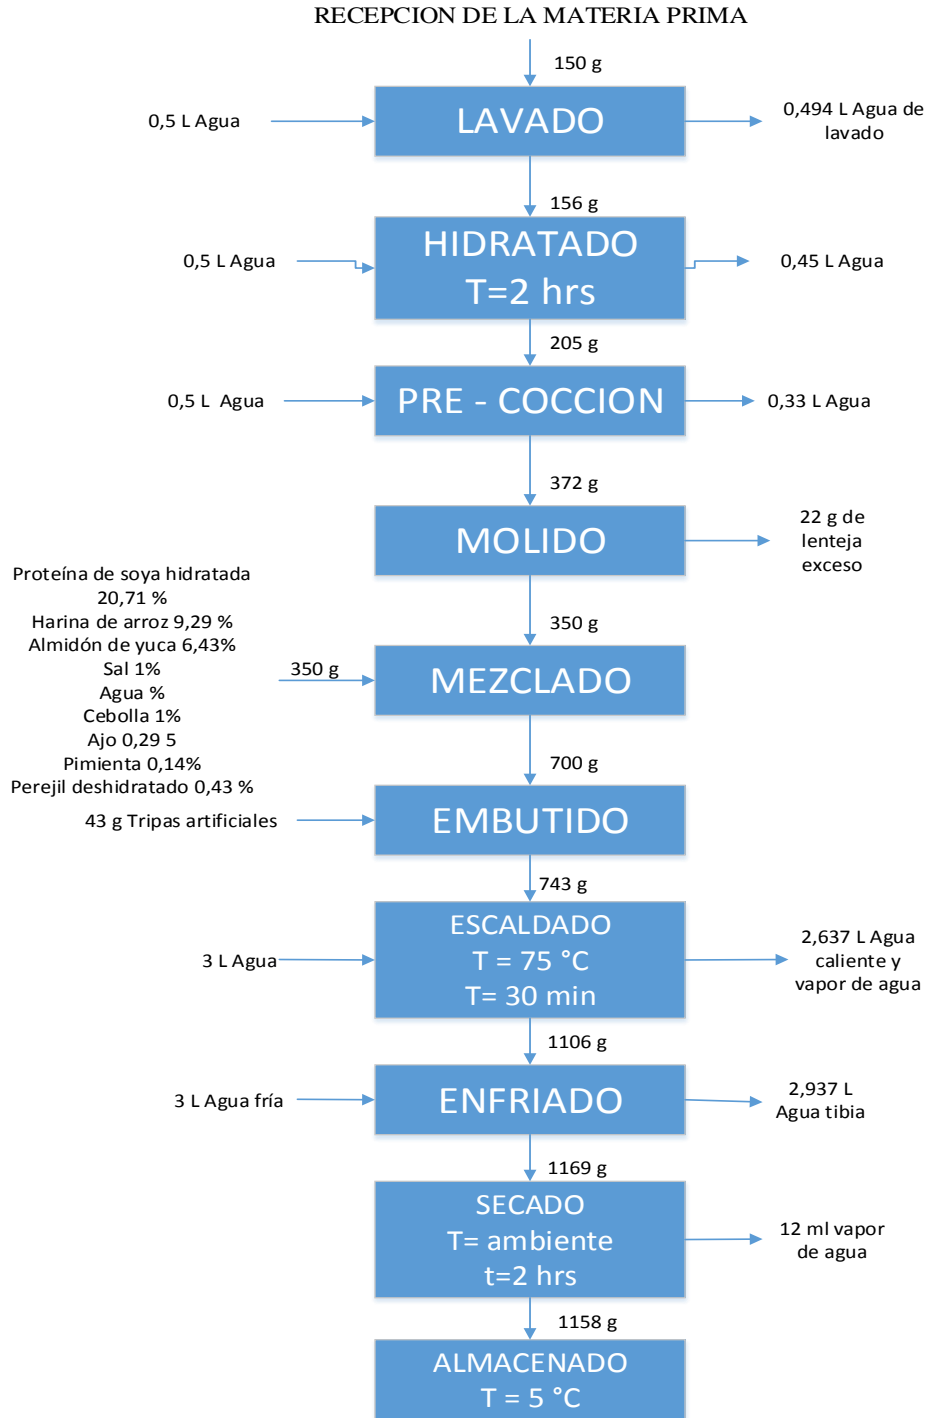 RECEPCION DE LA MATERIA PRIMA
150 g
0,5 L Agua
LAVADO
0,494 L Agua de
lavado
156 g
0,5 L Agua
HIDRATADO
T=2 hrs
0,45 L Agua
205 g
0,5 L  Agua
PRE - COCCION
0,33 L Agua
372 g
MOLIDO
22 g de
lenteja
exceso
350 g
Proteína de soya hidratada
20,71 %
Harina de arroz 9,29 %
Almidón de yuca 6,43%
Sal 1%
Agua %
Cebolla 1%
Ajo 0,29 5
Pimienta 0,14%
Perejil deshidratado 0,43 %
350 g
MEZCLADO
700 g
43 g Tripas artificiales
EMBUTIDO
743 g
3 L Agua
ESCALDADO
T = 75 °C
T= 30 min
2,637 L Agua
caliente y
vapor de agua
1106 g
3 L Agua fría
ENFRIADO
2,937 L
Agua tibia
1169 g
SECADO
T= ambiente
t=2 hrs
12 ml vapor
de agua
1158 g
ALMACENADO
T = 5 °C